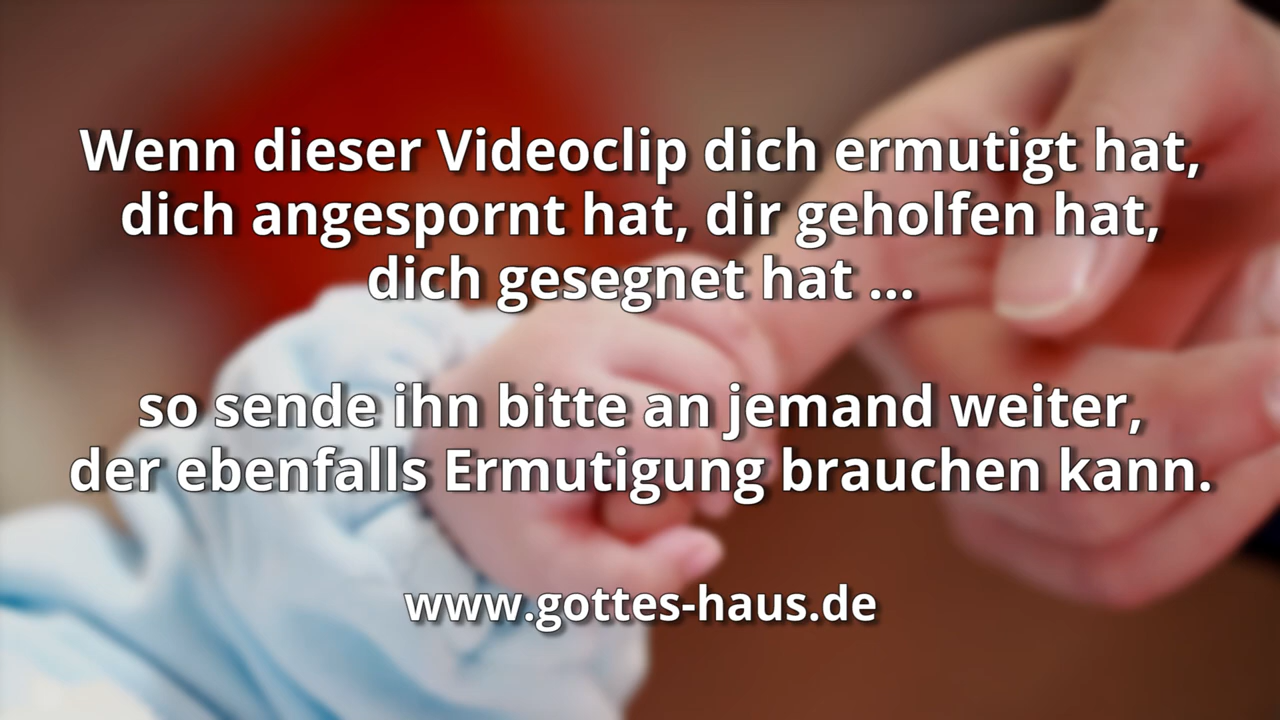 Wenn dieser Videoclip dich ermutigt hat,
dich angespornt hat, dir geholfen hat,
dich gesegnet hat ...
so sende ihn bitte an jemand weiter,
der ebenfalls Ermutigung brauchen kann.
www.gottes-haus.de